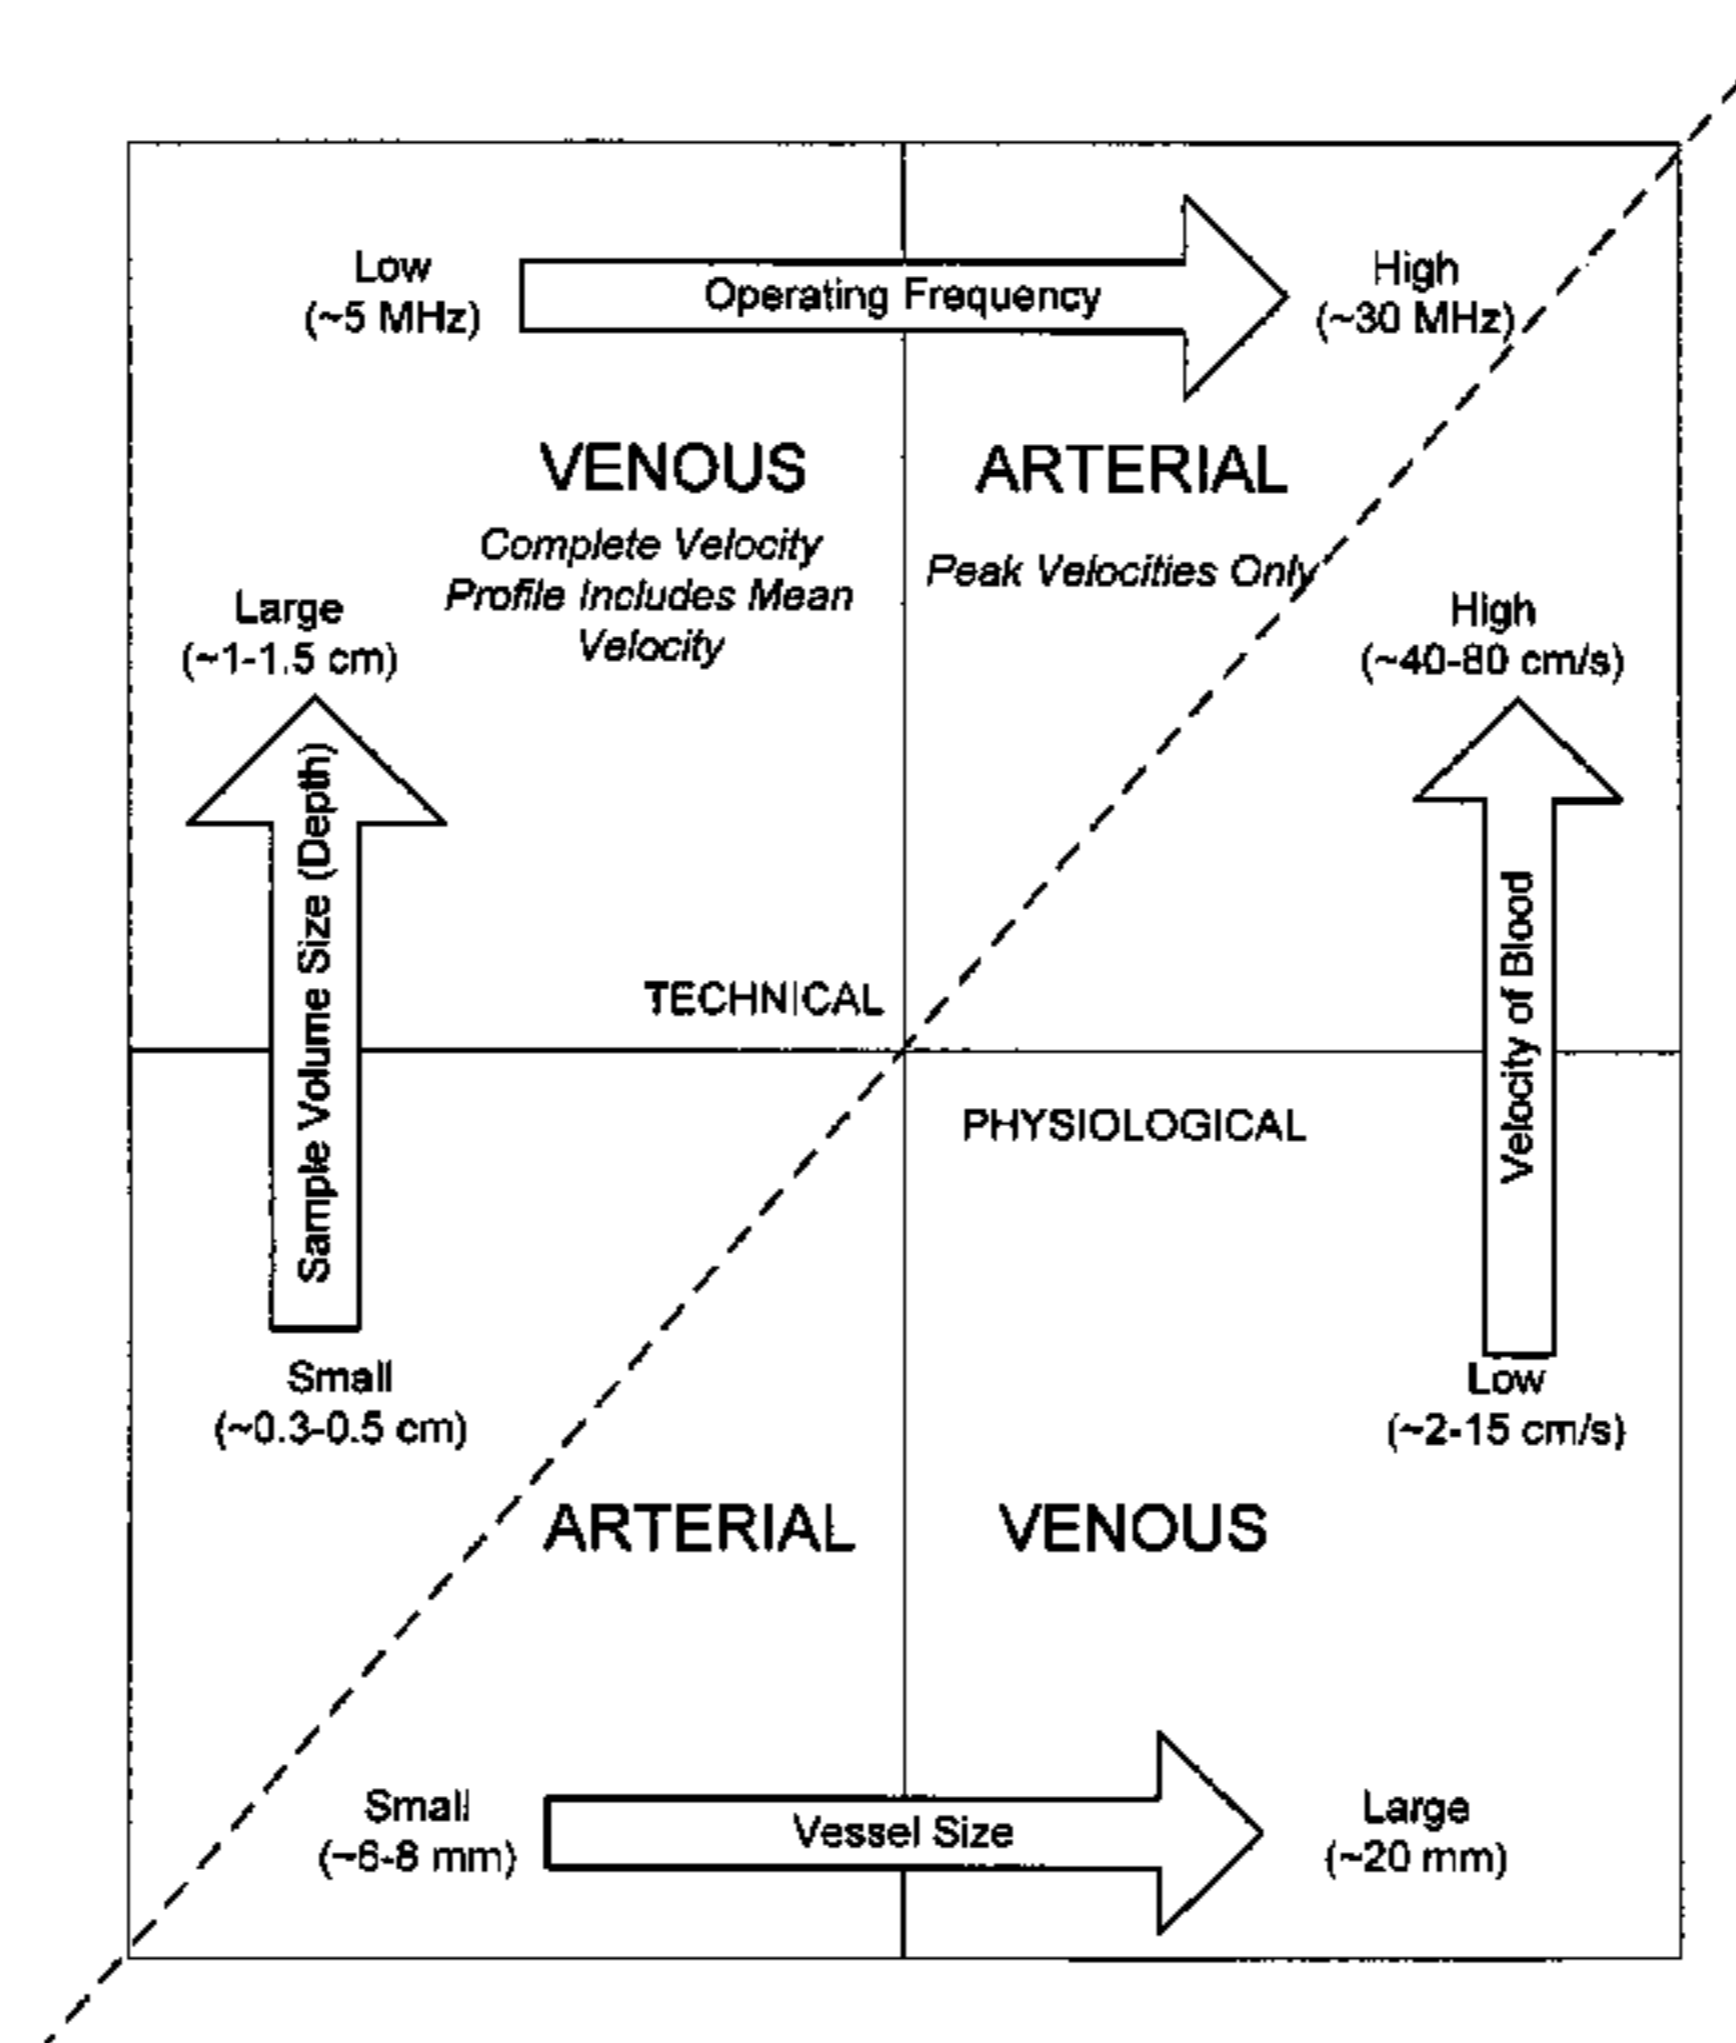 Low
(~5 MHz)
Operating Frequency
High
(~30 MHz)
VENOUS
Complete Velocity
Profile Includes Mean
Velocity
ARTERIAL
Peak Velocities Only
Large
(~1-1.5 cm)
Sample Volume Size (Depth)
Small
(~0.3-0.5 cm)
High
(~40-80 cm/s)
Velocity of Blood
Low
(~2-15 cm/s)
TECHNICAL
PHYSIOLOGICAL
ARTERIAL
VENOUS
Small
(~6-8 mm)
Vessel Size
Large
(~20 mm)